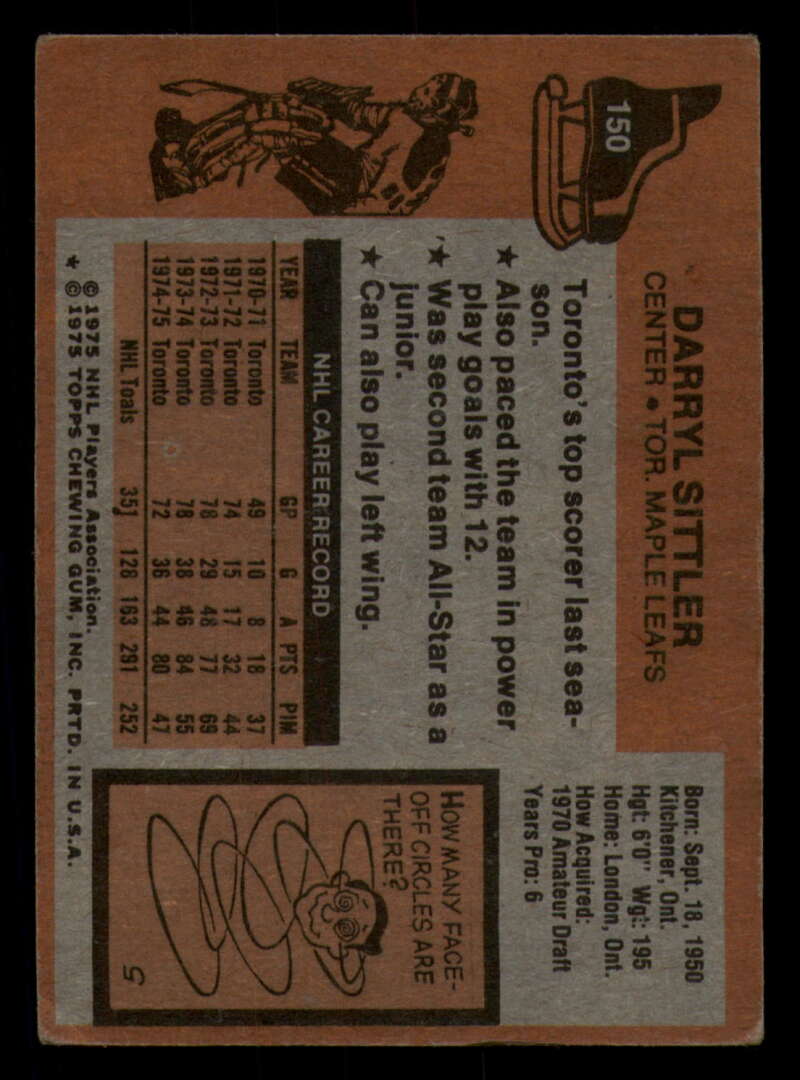 150
DARRYL SITTLER
CENTER • TOR. MAPLE LEAFS
Toronto's top scorer last sea-
son.
★ Also paced the team in power
play goals with 12.
★ Was second team All-Star as a
junior.
★ Can also play left wing.
NHL CAREER RECORD
YEAR TEAM GP G A PTS PIM
1970-71 Toronto 49 10 8 18 37
1971-72 Toronto 74 15 17 32 44
1972-73 Toronto 78 29 48 77 69
1973-74 Toronto 78 38 46 84 55
1974-75 Toronto 72 36 44 80 47
NHL Toals 351 128 163 291 252
© 1975 NHL Players Association.
★ © 1975 TOPPS CHEWING GUM, INC. PRTD. IN U.S.A.
Born: Sept. 18, 1950
Kitchener, Ont.
Hgt: 6'0" Wgt: 195
Home: London, Ont.
How Acquired:
1970 Amateur Draft
Years Pro: 6
HOW MANY FACE-
OFF CIRCLES ARE
THERE?
5